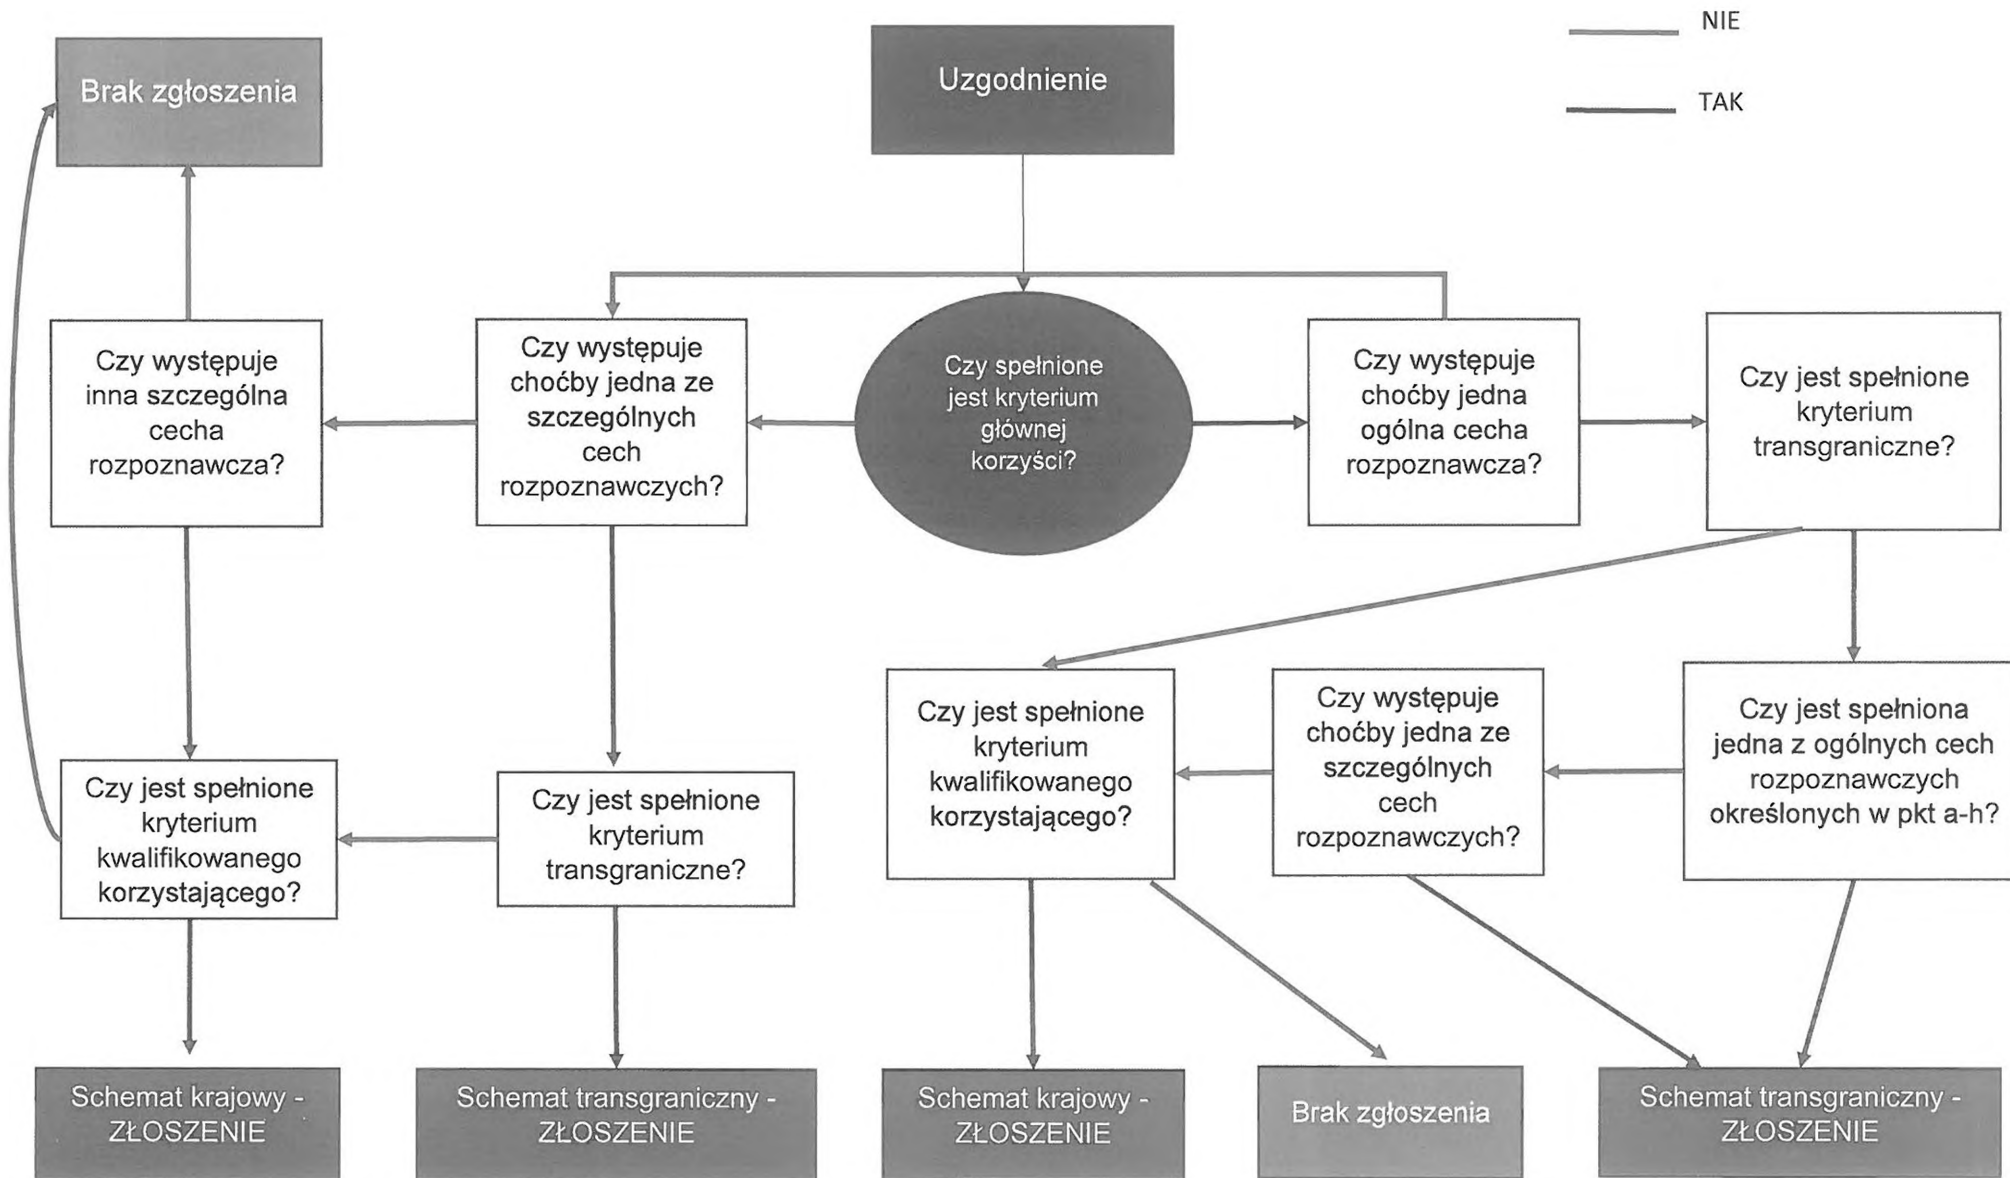 NIE
TAK
Brak zgłoszenia
Uzgodnienie
Czy występuje
inna szczególna
cecha
rozpoznawcza?
Czy występuje
choćby jedna ze
szczególnych
cech
rozpoznawczych?
Czy spełnione
jest kryterium
głównej
korzyści?
Czy występuje
choćby jedna
ogólna cecha
rozpoznawcza?
Czy jest spełnione
kryterium
transgraniczne?
Czy jest spełnione
kryterium
kwalifikowanego
korzystającego?
Czy jest spełnione
kryterium
transgraniczne?
Czy jest spełnione
kryterium
kwalifikowanego
korzystającego?
Czy występuje
choćby jedna ze
szczególnych
cech
rozpoznawczych?
Czy jest spełniona
jedna z ogólnych cech
rozpoznawczych
określonych w pkt a-h?
Schemat krajowy -
ZŁOSZENIE
Schemat transgraniczny -
ZŁOSZENIE
Schemat krajowy -
ZŁOSZENIE
Brak zgłoszenia
Schemat transgraniczny -
ZŁOSZENIE